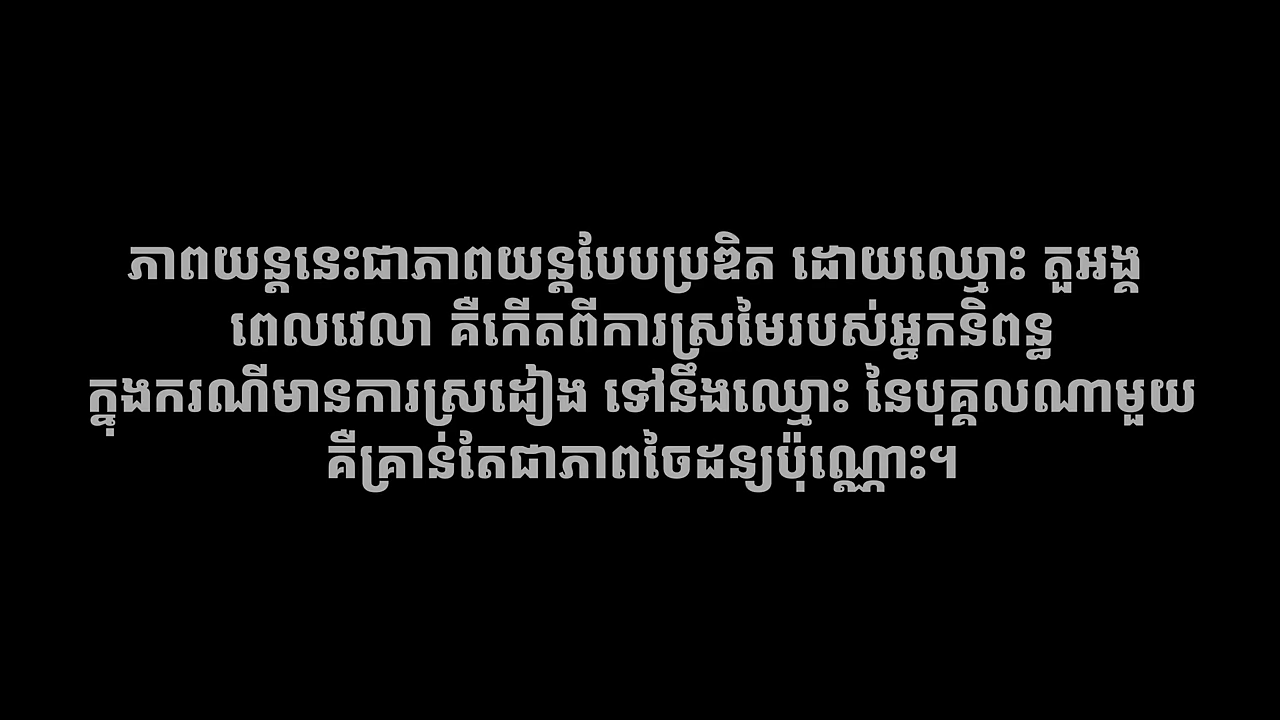 ភាពយន្តនេះជាភាពយន្តបែបប្រឌិត ដោយឈ្មោះ តួអង្គ
ពេលវេលា គឺកើតពីការស្រមៃរបស់អ្នកនិពន្ធ
ក្នុងករណីមានការស្រដៀង ទៅនឹងឈ្មោះ នៃបុគ្គលណាមួយ
គឺគ្រាន់តែជាភាពចៃដន្យប៉ុណ្ណោះ។